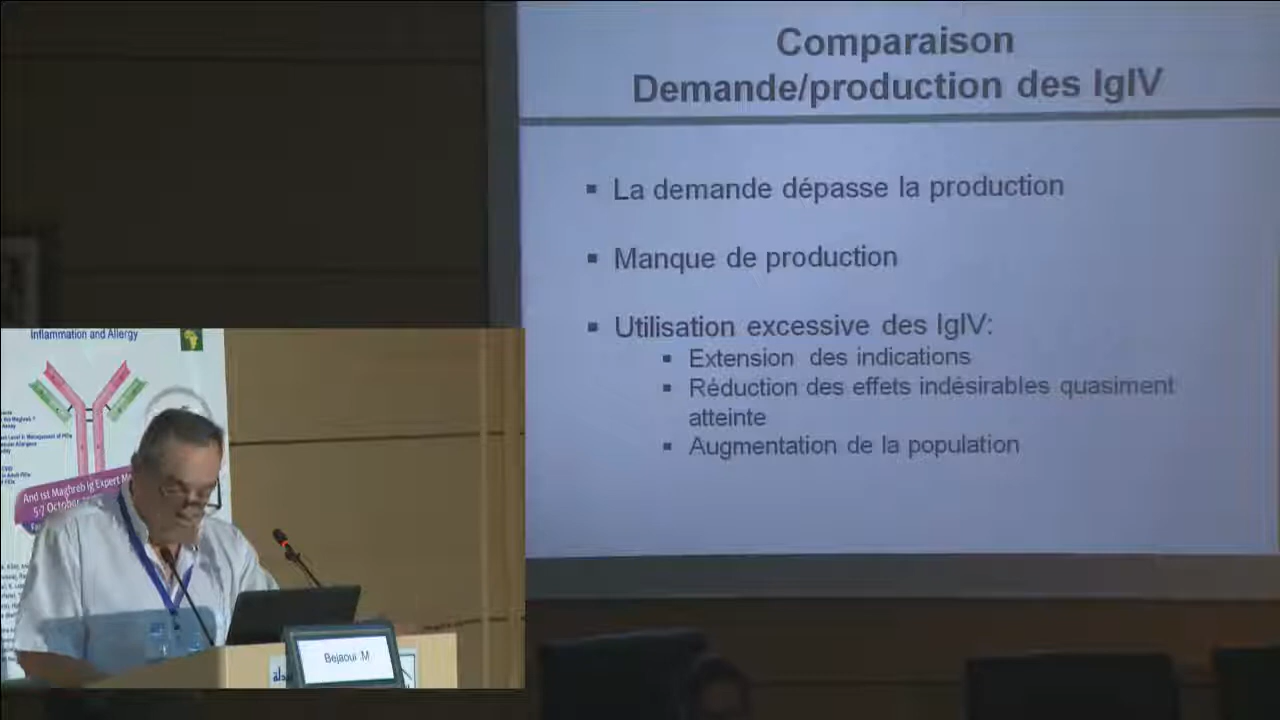 Comparaison
Demande/production des IgIV
▪ La demande dépasse la production
▪ Manque de production
▪ Utilisation excessive des IgIV:
▪ Extension des indications
▪ Réduction des effets indésirables quasiment
atteinte
▪ Augmentation de la population
Inflammation and Allergy
And 1st Maghreb Ig Expert
5-7 October
Bejaoui M